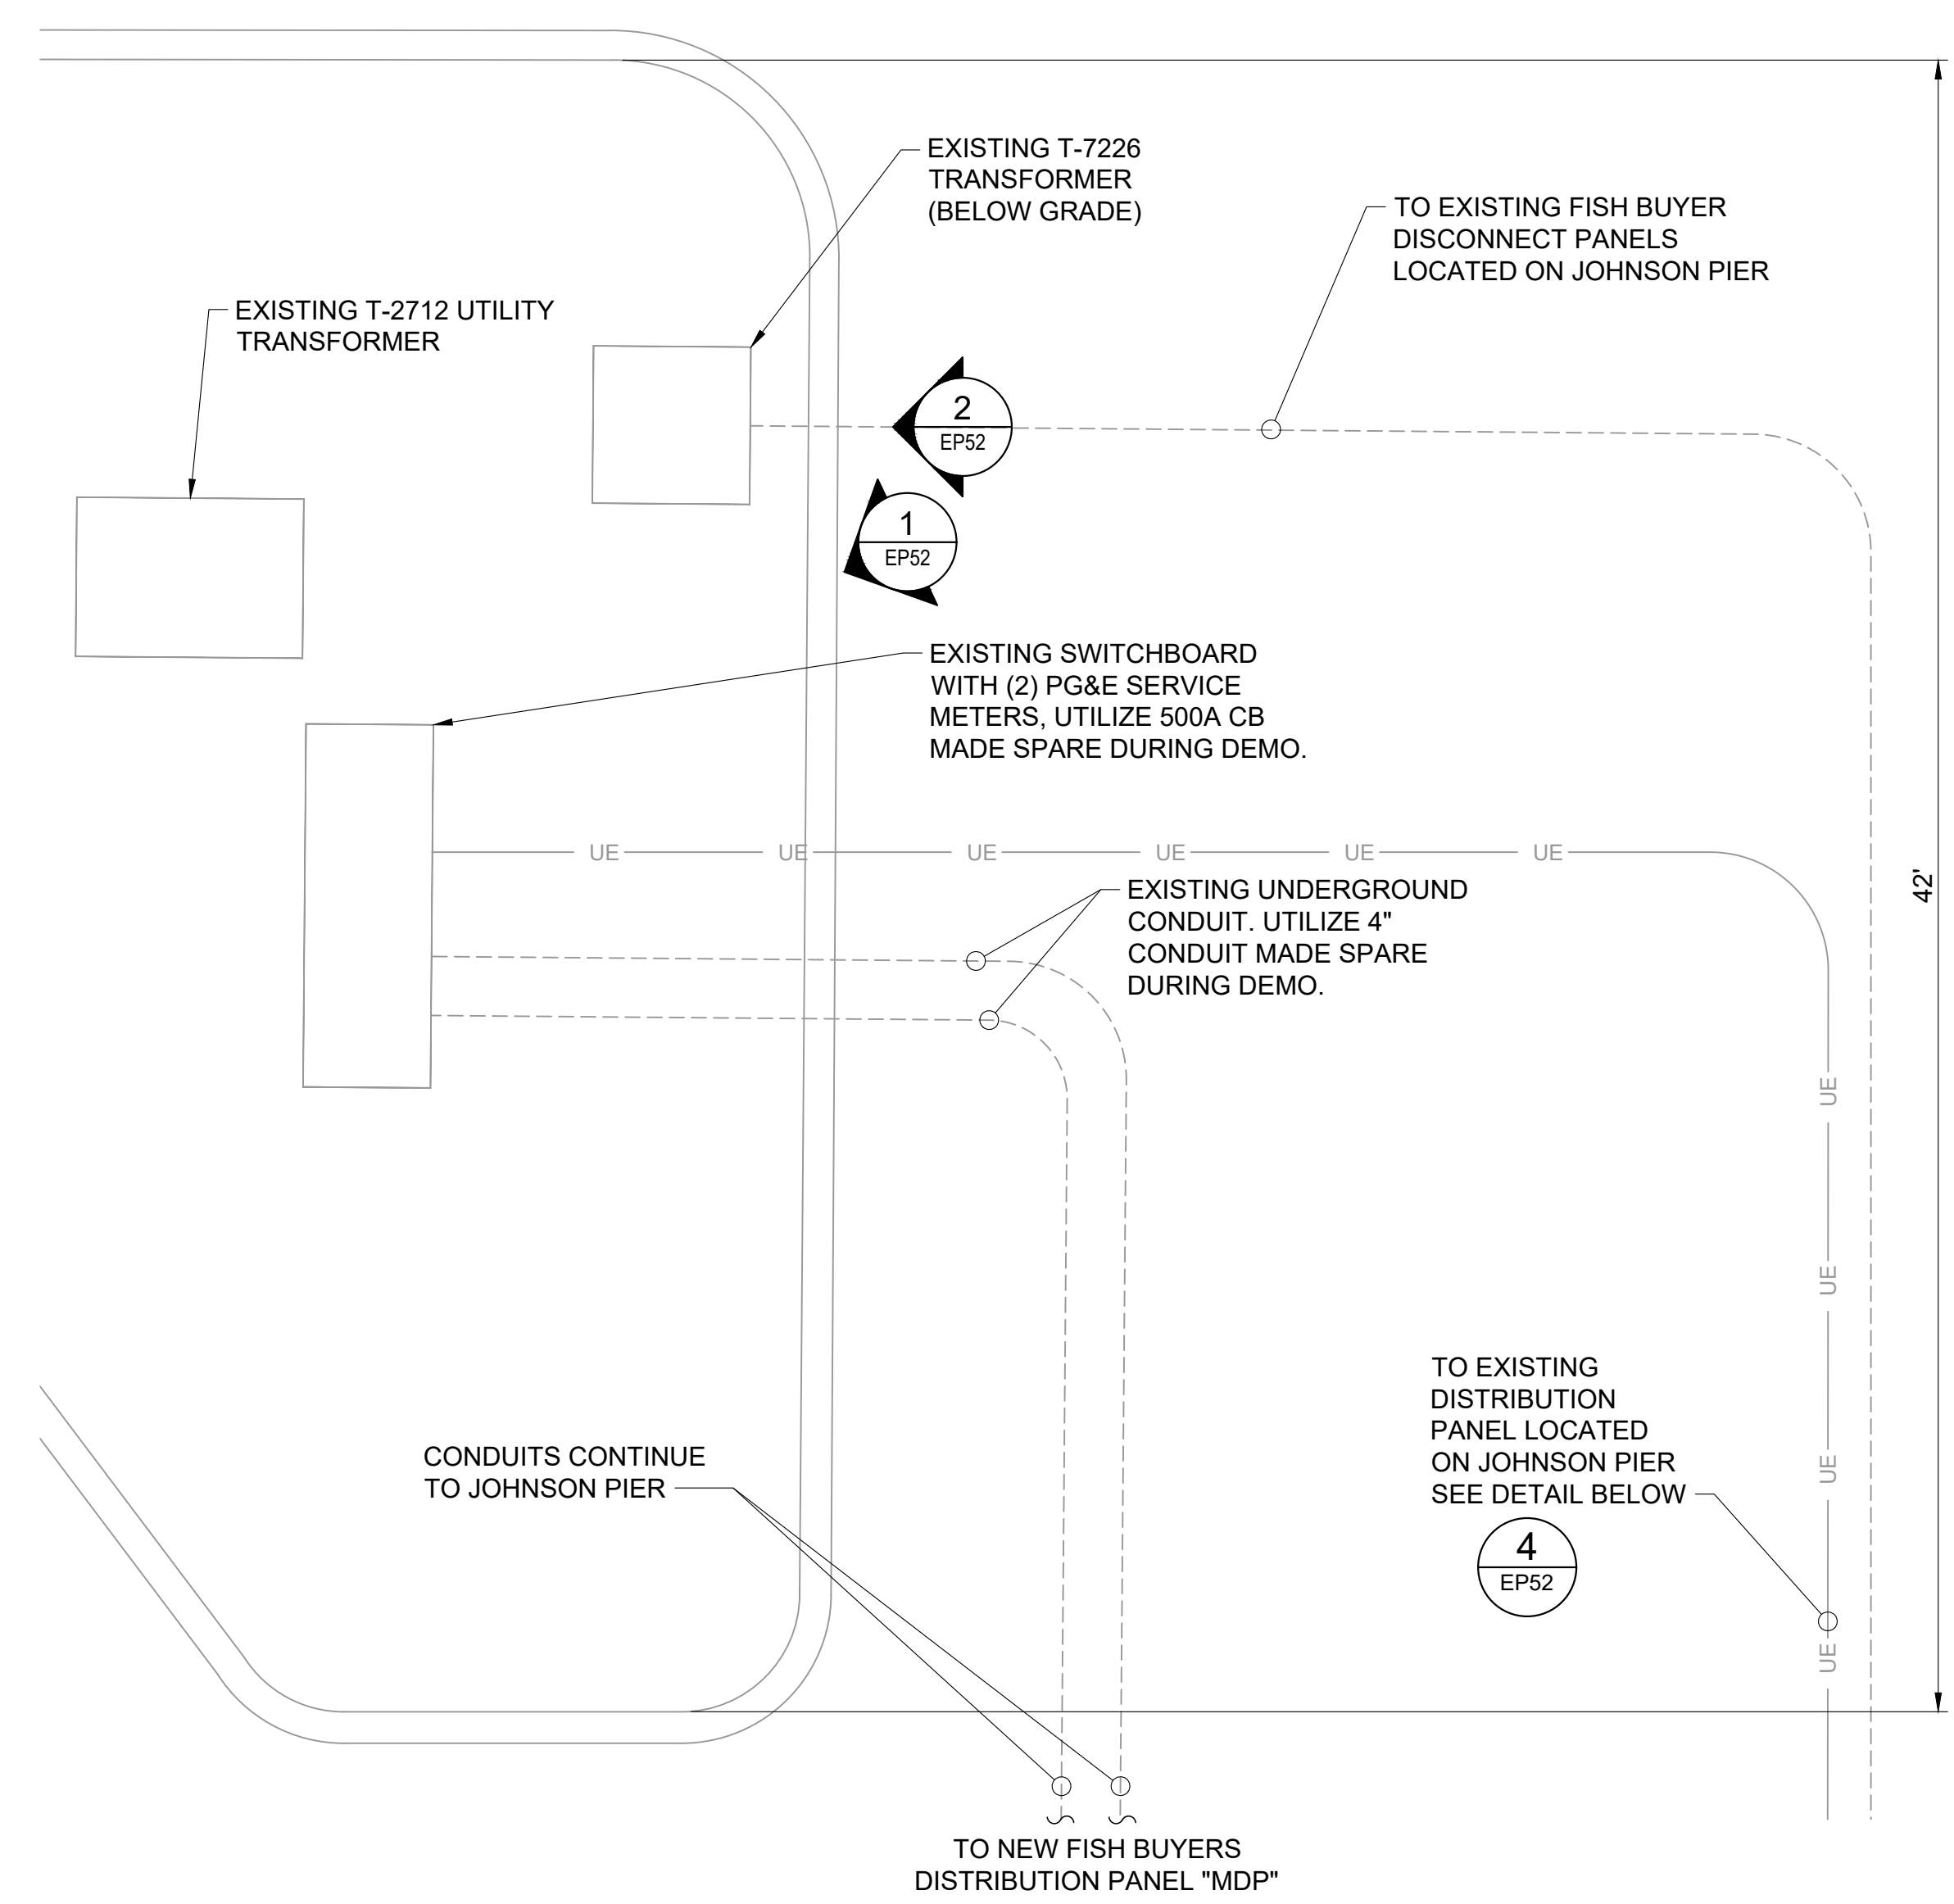 EXISTING T-7226
TRANSFORMER
(BELOW GRADE)
TO EXISTING FISH BUYER
DISCONNECT PANELS
LOCATED ON JOHNSON PIER
EXISTING T-2712 UTILITY
TRANSFORMER
2
EP52
1
EP52
EXISTING SWITCHBOARD
WITH (2) PG&E SERVICE
METERS, UTILIZE 500A CB
MADE SPARE DURING DEMO.
UE UE UE UE UE UE
42'
EXISTING UNDERGROUND
CONDUIT. UTILIZE 4"
CONDUIT MADE SPARE
DURING DEMO.
UE
UE
TO EXISTING
DISTRIBUTION
PANEL LOCATED
ON JOHNSON PIER
SEE DETAIL BELOW
UE
4
EP52
CONDUITS CONTINUE
TO JOHNSON PIER
UE
TO NEW FISH BUYERS
DISTRIBUTION PANEL "MDP"